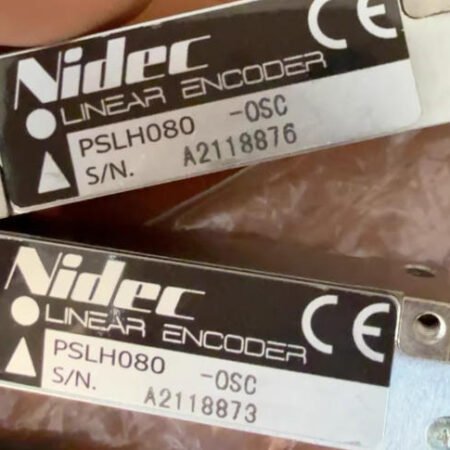 Nidec CE
LINEAR ENCODER
PSLH080 -OSC
S/N. A2118876
Nidec CE
LINEAR ENCODER
PSLH080 -OSC
S/N. A2118873